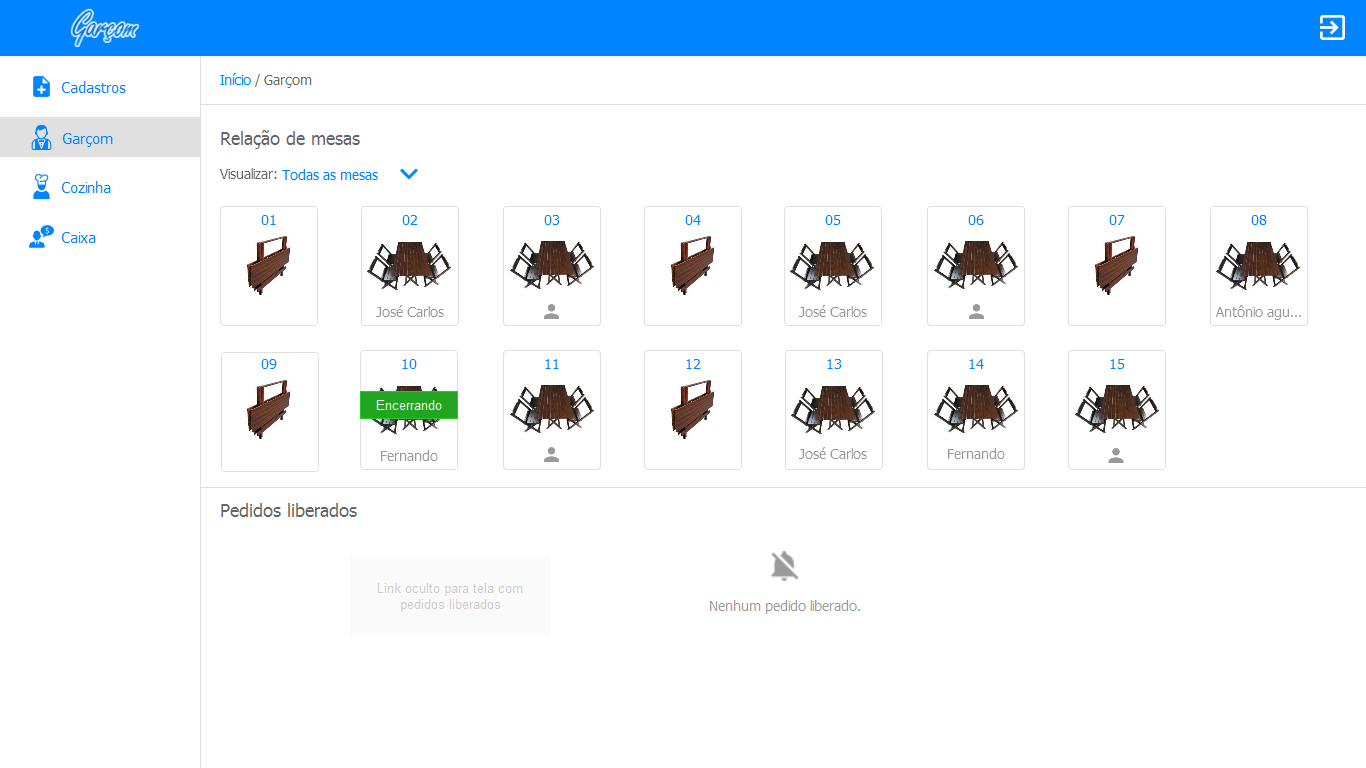 Garçom
Cadastros
Garçom
Cozinha
Caixa
Início / Garçom
Relação de mesas
Visualizar: Todas as mesas
01 02 03 04 05 06 07 08
$
José Carlos José Carlos Antônio agu...
09 10 11 12 13 14 15
Encerrando
Fernando José Carlos Fernando
Pedidos liberados
Link oculto para tela com
pedidos liberados
Nenhum pedido liberado.